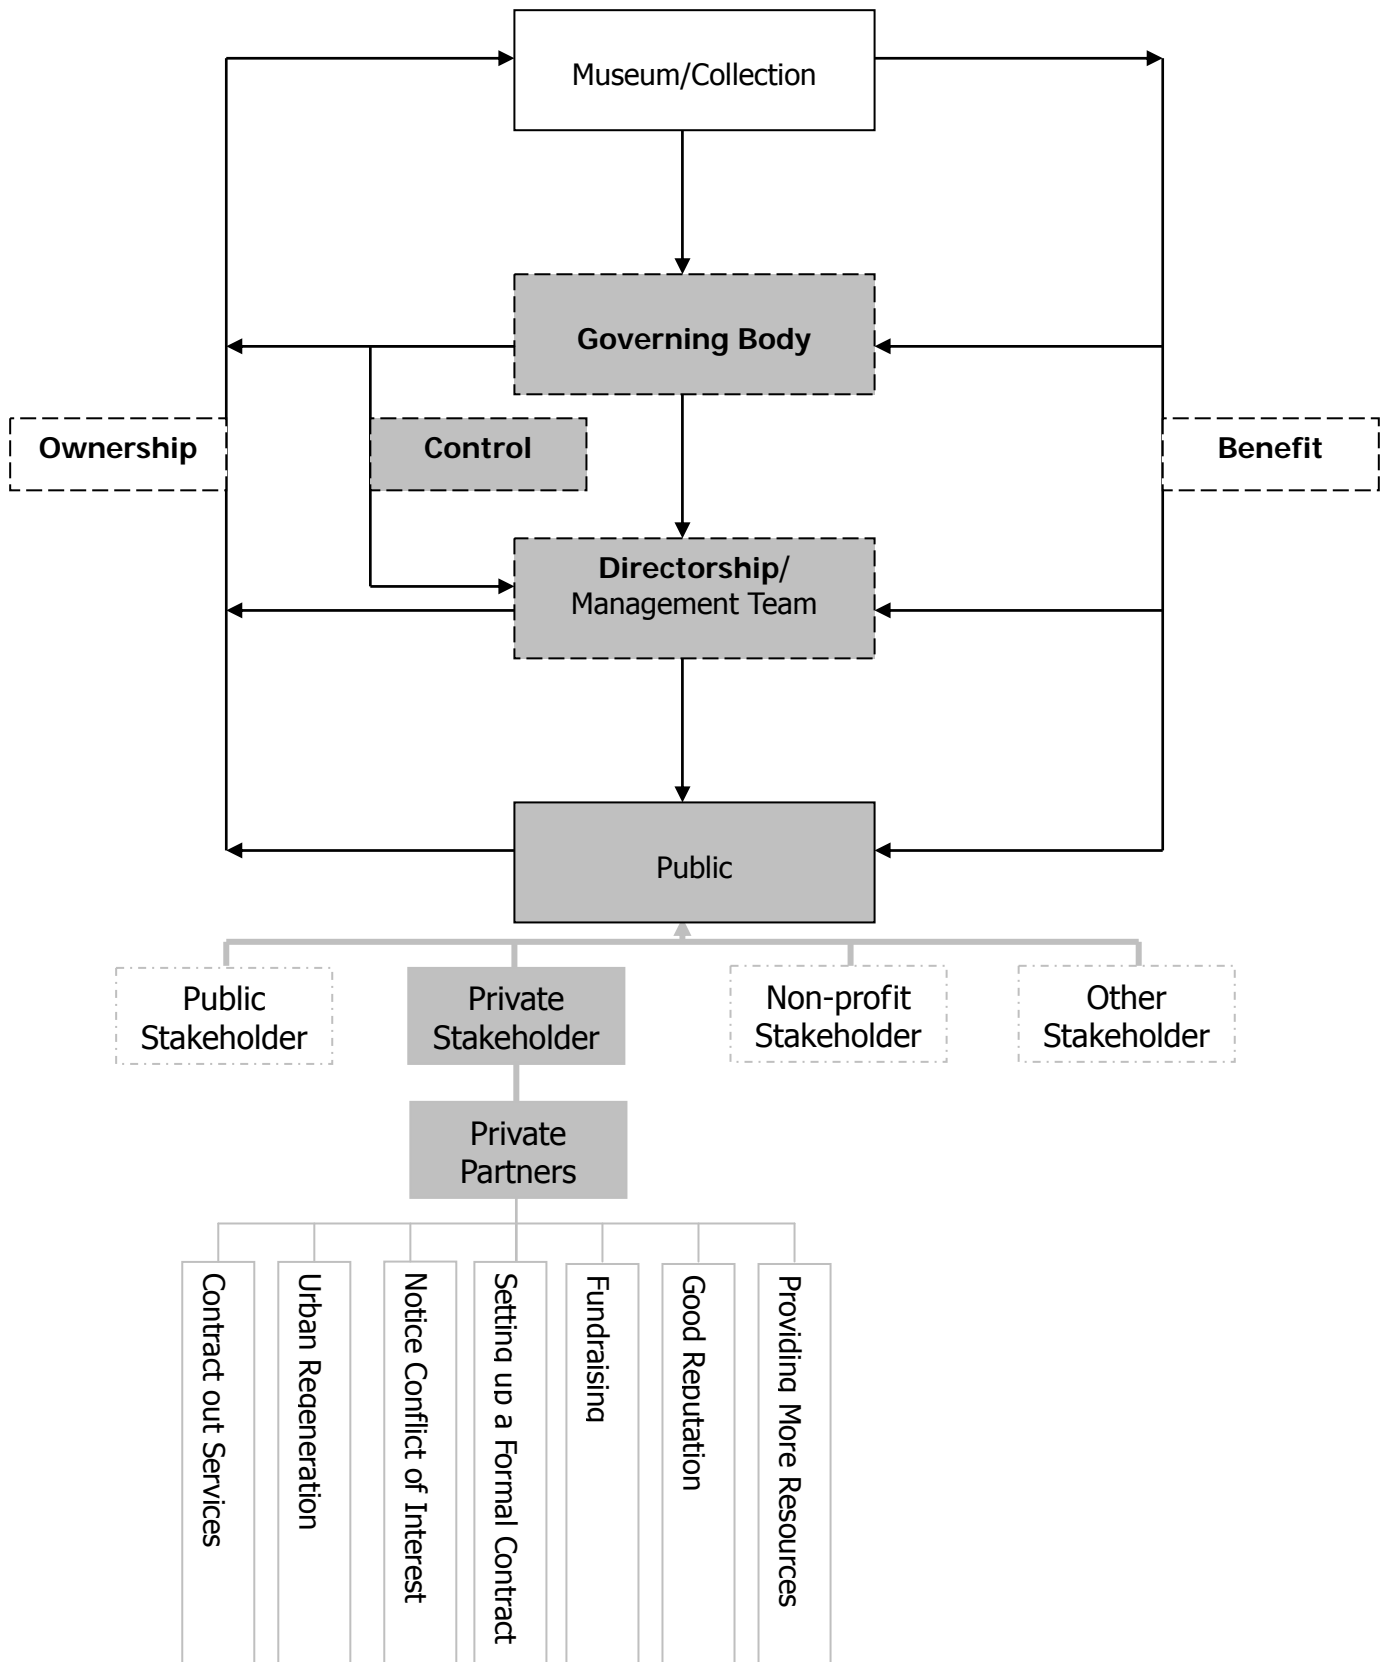 Museum/Collection
Governing Body
Ownership
Control
Benefit
Directorship/
Management Team
Public
Public
Stakeholder
Private
Stakeholder
Non-profit
Stakeholder
Other
Stakeholder
Private
Partners
Contract out Services
Urban Regeneration
Notice Conflict of Interest
Setting up a Formal Contract
Fundraising
Good Reputation
Providing More Resources